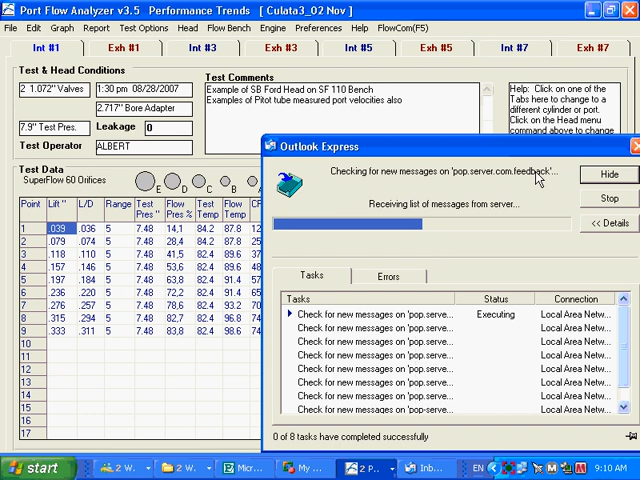 Port Flow Analyzer v3.5 Performance Trends [ Culata3_02 Nov ]
File Edit Graph Report Test Options Head Flow Bench Engine Preferences Help FlowCom(F5)
Int #1 Exh #1 Int #3 Exh #3 Int #5 Exh #5 Int #7 Exh #7
Test & Head Conditions
2 1.072" Valves 1:30 pm 08/28/2007
2.717" Bore Adapter
7.9" Test Pres. Leakage 0
Test Operator ALBERT
Test Comments
Example of SB Ford Head on SF 110 Bench
Examples of Pitot tube measured port velocities also
Help: Click on one of the
Tabs here to change to a
different cylinder or port.
Click on the Head menu
command above to change
Test Data
SuperFlow 60 Orifices E D C B A
Point Lift " L/D Range Test Pres " Flow Pres % Test Temp Flow Temp
1 .039 .036 5 7.48 14,1 84.2 87.8 12
2 .079 .074 5 7.48 28,4 84.2 87.8 25
3 .118 .110 5 7.48 41,5 82.4 89.6 37
4 .157 .146 5 7.48 53,6 82.4 89.6 48
5 .197 .184 5 7.48 63,8 82.4 91.4 57
6 .236 .220 5 7.48 72,2 82.4 91.4 65
7 .276 .257 5 7.48 78,6 82.4 93.2 70
8 .315 .294 5 7.48 82,7 82.4 96.8 74
9 .333 .311 5 7.48 83,8 82.4 98.6 74
10
11
12
13
14
15
16
17
Outlook Express
Checking for new messages on 'pop.server.com.feedback'...
Receiving list of messages from server...
Hide
Stop
<< Details
Tasks Errors
Tasks Status Connection
Check for new messages on 'pop.serve... Executing Local Area Netw...
Check for new messages on 'pop.serve... Local Area Netw...
Check for new messages on 'pop.serve... Local Area Netw...
Check for new messages on 'pop.serve... Local Area Netw...
Check for new messages on 'pop.serve... Local Area Netw...
Check for new messages on 'pop.serve... Local Area Netw...
Check for new messages on 'pop.serve... Local Area Netw...
Check for new messages on 'pop.serve... Local Area Netw...
0 of 8 tasks have completed successfully
start 2 W... 2 W... Micr... My ... 2 P... Inb... EN 9:10 AM